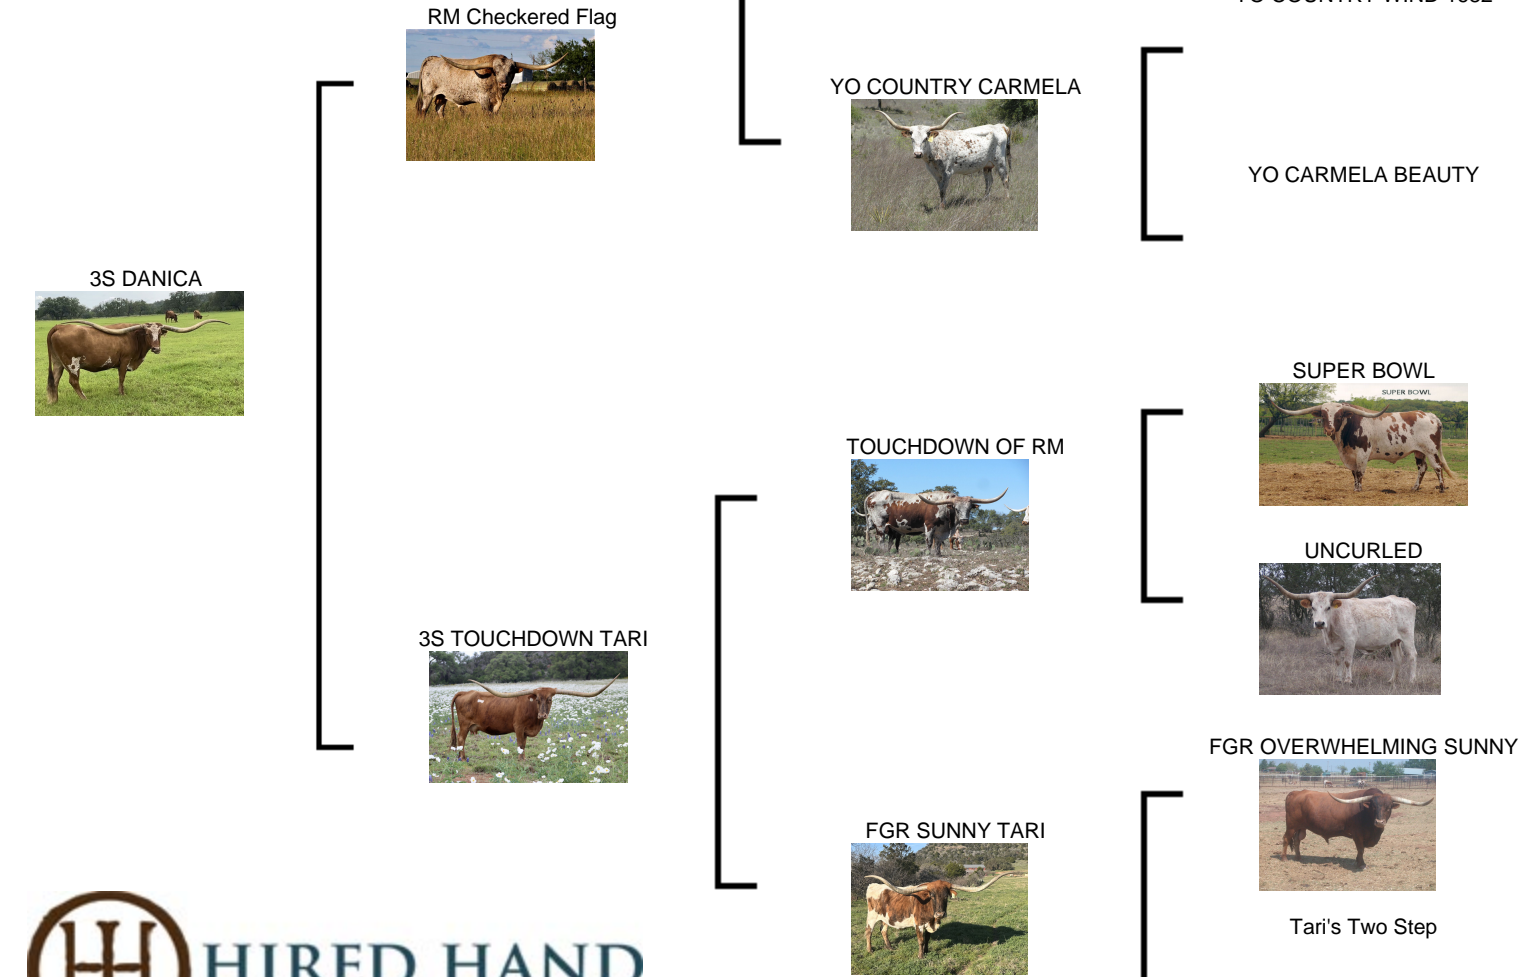 RM Checkered Flag
YO COUNTRY CARMELA
YO CARMELA BEAUTY
3S DANICA
SUPER BOWL
SUPER BOWL
TOUCHDOWN OF RM
UNCURLED
3S TOUCHDOWN TARI
FGR OVERWHELMING SUNNY
FGR SUNNY TARI
Tari's Two Step
HIRED HAND